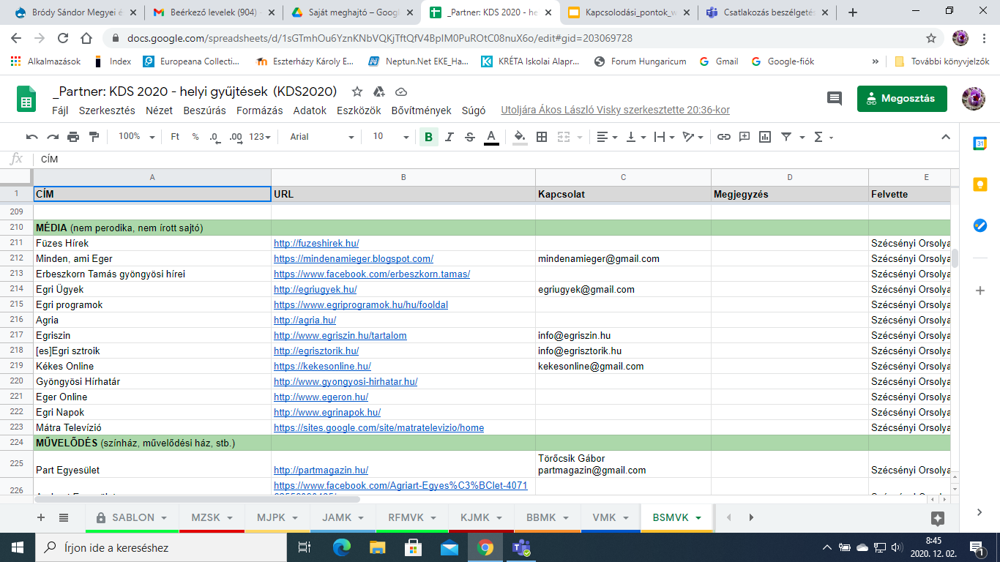 Bródy Sándor Megyei é
Beérkező levelek (904) -
Saját meghajtó – Googl
_Partner: KDS 2020 - he
Kapcsolodási_pontok_w
Csatlakozás beszélgetés
docs.google.com/spreadsheets/d/1sGTmhOu6YznKNbVQKjTftQfV4BpIM0PuROtC08nuX6o/edit#gid=203069728
Alkalmazások
Index
Europeana Collecti...
Eszterházy Károly E...
Neptun.Net EKE_Ha...
KRÉTA Iskolai Alapr...
Forum Hungaricum
Gmail
Google-fiók
»
További könyvjelzők
_Partner: KDS 2020 - helyi gyűjtések (KDS2020)
Megosztás
Fájl Szerkesztés Nézet Beszúrás Formázás Adatok Eszközök Bővítmények Súgó Utoljára Ákos László Visky szerkesztette 20:36-kor
100% Ft % .0 .00 123 Arial 10 B I S A
31
fx CÍM
A B C D E
1 CÍM URL Kapcsolat Megjegyzés Felvette
209
210 MÉDIA (nem perodika, nem írott sajtó)
211 Füzes Hírek http://fuzeshirek.hu/ Szécsényi Orsolya
212 Minden, ami Eger https://mindenamieger.blogspot.com/ mindenamieger@gmail.com Szécsényi Orsolya
213 Erbeszkorn Tamás gyöngyösi hírei https://www.facebook.com/erbeszkorn.tamas/ Szécsényi Orsolya
214 Egri Ügyek http://egriugyek.hu/ egriugyek@gmail.com Szécsényi Orsolya
215 Egri programok https://www.egriprogramok.hu/hu/fooldal Szécsényi Orsolya
216 Agria http://agria.hu/ Szécsényi Orsolya
217 Egriszin http://www.egriszin.hu/tartalom info@egriszin.hu Szécsényi Orsolya
218 [es]Egri sztroik http://egrisztorik.hu/ info@egrisztorik.hu Szécsényi Orsolya
219 Kékes Online https://kekesonline.hu/ kekesonline@gmail.com Szécsényi Orsolya
220 Gyöngyösi Hírhatár http://www.gyongyosi-hirhatar.hu/ Szécsényi Orsolya
221 Eger Online http://www.egeron.hu/ Szécsényi Orsolya
222 Egri Napok http://www.egrinapok.hu/ Szécsényi Orsolya
223 Mátra Televízió https://sites.google.com/site/matratelevizio/home Szécsényi Orsolya
224 MŰVELŐDÉS (színház, művelődési ház, stb.)
Törőcsik Gábor
225 Part Egyesület http://partmagazin.hu/ partmagazin@gmail.com Szécsényi Orsolya
226 https://www.facebook.com/Agriart-Egyes%C3%BClet-4071
SABLON MZSK MJPK JAMK RFMVK KJMK BBMK VMK BSMVK
Írjon ide a kereséshez
8:45
2020. 12. 02.
1